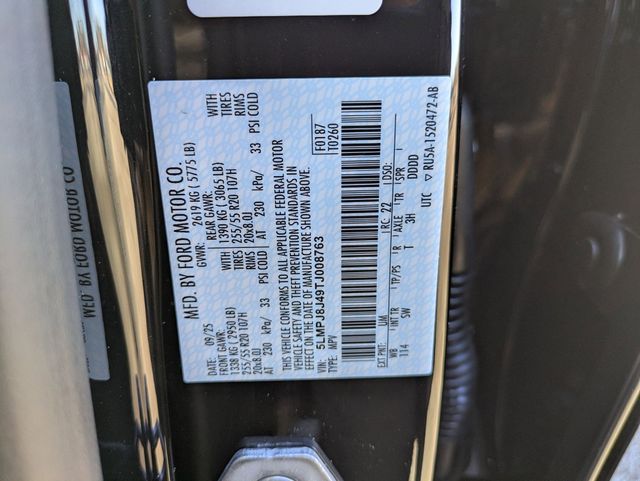 MFD. BY FORD MOTOR CO.
DATE: 09/25
GVWR: 2619 KG ( 5775 LB)
FRONT GAWR: 1338 KG ( 2950 LB)
REAR GAWR: 1390 KG ( 3065 LB)
WITH
255/55 R20 107H
255/55 R20 107H
TIRES
20x8.0J
20x8.0J
RIMS
AT 230 kPa/ 33 PSI COLD
AT 230 kPa/ 33 PSI COLD
THIS VEHICLE CONFORMS TO ALL APPLICABLE FEDERAL MOTOR
VEHICLE SAFETY AND THEFT PREVENTION STANDARDS IN
EFFECT ON THE DATE OF MANUFACTURE SHOWN ABOVE.
VIN: 5LMPJ8J49TJ008763
TYPE: MPV
F0187
T0260
EXT PNT: UM
RC: 22
DSO:
WB
INT TR
TP/PS
R
AXLE
TR
SPR
114
SW
T
3H
DDDD
UTC
RU5A-1520472-AB
MFD. BY FORD MOTOR CO